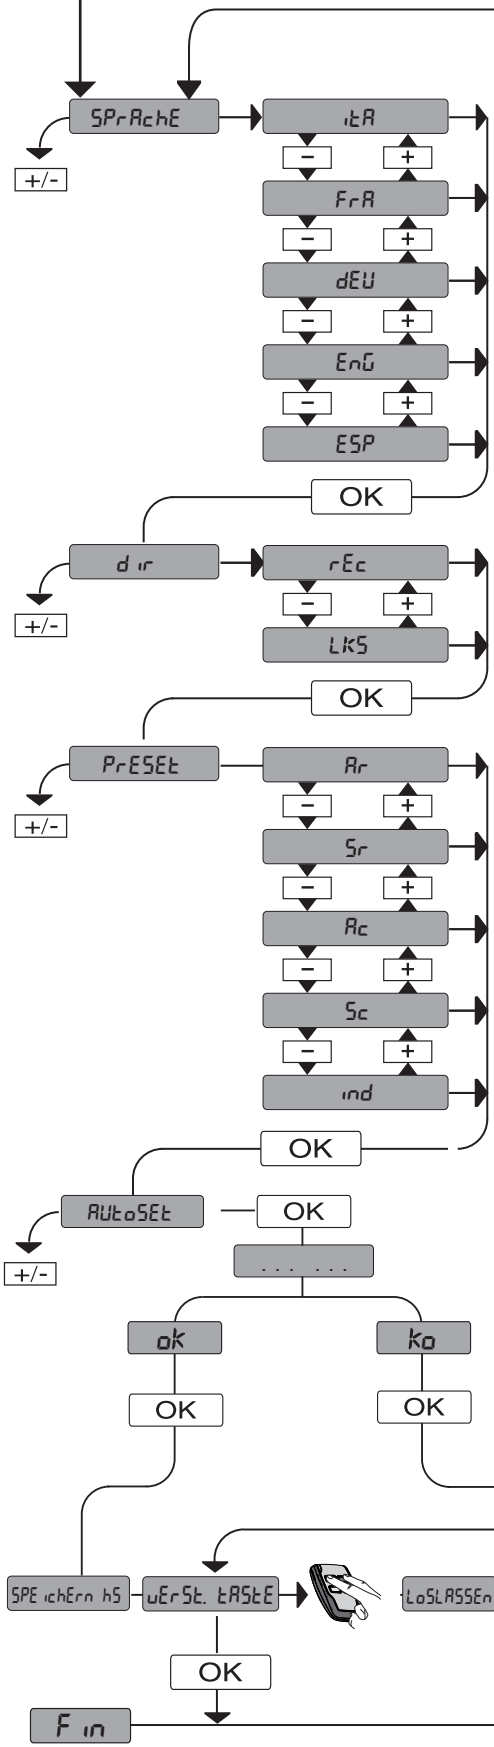 SPrAchE
+/-
itA
- +
FrA
- +
dEU
- +
EnG
- +
ESP
OK
dir
+/-
rEc
- +
LKS
OK
PrESEt
+/-
Ar
- +
Sr
- +
Ac
- +
Sc
- +
ind
OK
AUtoSEt
OK
+/-
... ...
ok
Ko
OK
OK
SPEichErn hS
vErSt. tAStE
LoSLASSEn
OK
Fin